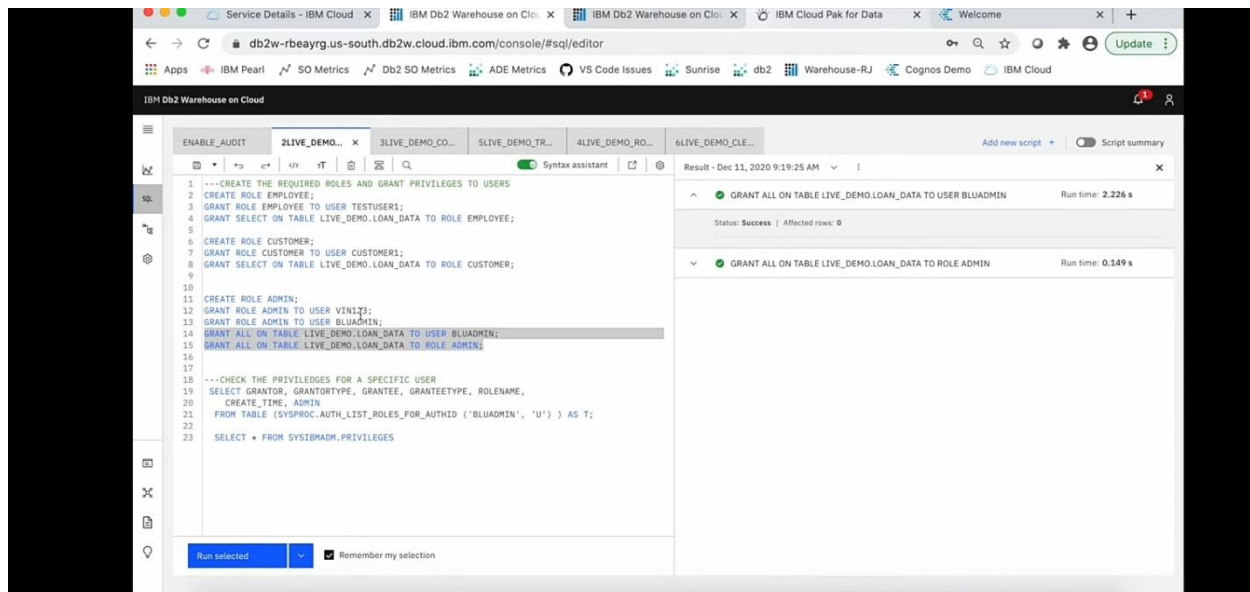 Service Details - IBM Cloud
IBM Db2 Warehouse on Clou
IBM Db2 Warehouse on Clou
IBM Cloud Pak for Data
Welcome
db2w-rbeayrg.us-south.db2w.cloud.ibm.com/console/#sql/editor
Update
Apps
IBM Pearl
SO Metrics
Db2 SO Metrics
ADE Metrics
VS Code Issues
Sunrise
db2
Warehouse-RJ
Cognos Demo
IBM Cloud
IBM Db2 Warehouse on Cloud
1
ENABLE_AUDIT
2LIVE_DEMO...
3LIVE_DEMO_CO...
5LIVE_DEMO_TR...
4LIVE_DEMO_RO...
6LIVE_DEMO_CLE...
Add new script +
Script summary
SQL
Syntax assistant
1 ---CREATE THE REQUIRED ROLES AND GRANT PRIVILEGES TO USERS
2 CREATE ROLE EMPLOYEE;
3 GRANT ROLE EMPLOYEE TO USER TESTUSER1;
4 GRANT SELECT ON TABLE LIVE_DEMO.LOAN_DATA TO ROLE EMPLOYEE;
5
6 CREATE ROLE CUSTOMER;
7 GRANT ROLE CUSTOMER TO USER CUSTOMER1;
8 GRANT SELECT ON TABLE LIVE_DEMO.LOAN_DATA TO ROLE CUSTOMER;
9
10
11 CREATE ROLE ADMIN;
12 GRANT ROLE ADMIN TO USER VIN123;
13 GRANT ROLE ADMIN TO USER BLUADMIN;
14 GRANT ALL ON TABLE LIVE_DEMO.LOAN_DATA TO USER BLUADMIN;
15 GRANT ALL ON TABLE LIVE_DEMO.LOAN_DATA TO ROLE ADMIN;
16
17
18 ---CHECK THE PRIVILEDGES FOR A SPECIFIC USER
19 SELECT GRANTOR, GRANTORTYPE, GRANTEE, GRANTEETYPE, ROLENAME,
20 CREATE_TIME, ADMIN
21 FROM TABLE (SYSPROC.AUTH_LIST_ROLES_FOR_AUTHID ('BLUADMIN', 'U') ) AS T;
22
23 SELECT * FROM SYSIBMADM.PRIVILEGES
Run selected
Remember my selection
Result - Dec 11, 2020 9:19:25 AM
GRANT ALL ON TABLE LIVE_DEMO.LOAN_DATA TO USER BLUADMIN
Run time: 2.226 s
Status: Success | Affected rows: 0
GRANT ALL ON TABLE LIVE_DEMO.LOAN_DATA TO ROLE ADMIN
Run time: 0.149 s